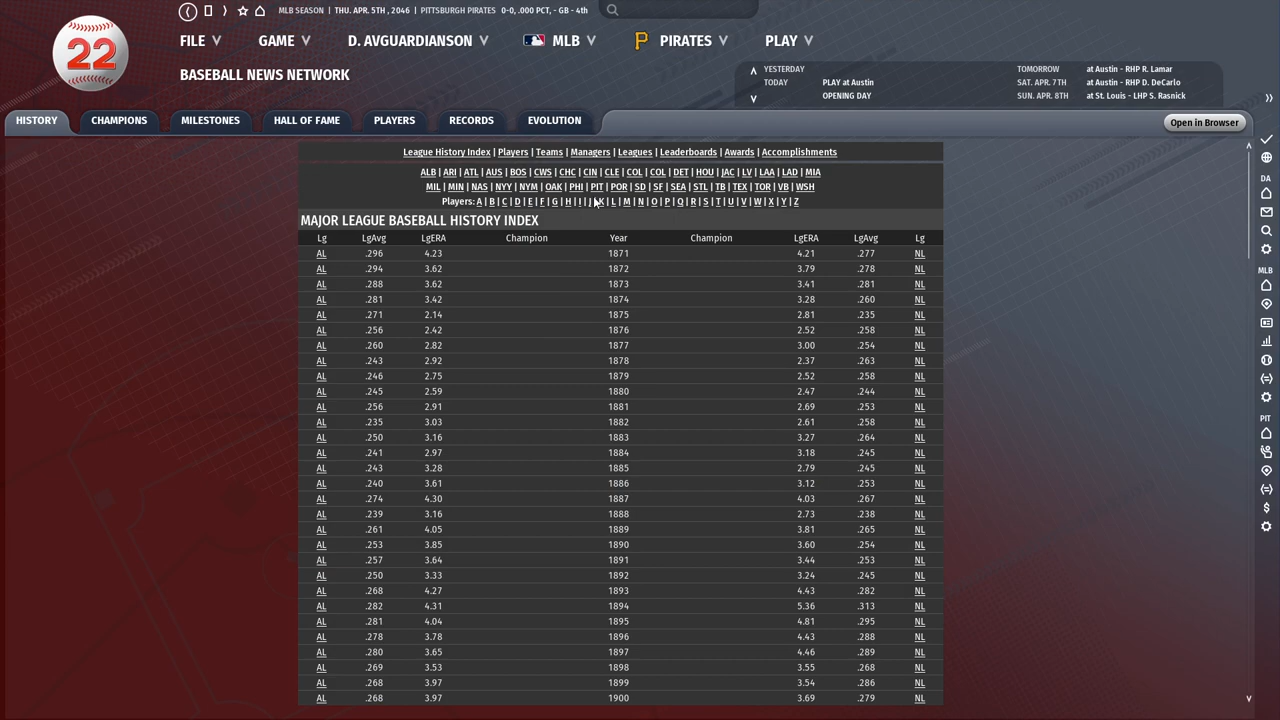 MLB SEASON | THU. APR. 5TH , 2046 | PITTSBURGH PIRATES 0-0, .000 PCT, - GB - 4th
22
FILE GAME D. AVGUARDIANSON MLB PIRATES PLAY
BASEBALL NEWS NETWORK
YESTERDAY
TODAY PLAY at Austin
OPENING DAY
TOMORROW at Austin - RHP R. Lamar
SAT. APR. 7TH at Austin - RHP D. DeCarlo
SUN. APR. 8TH at St. Louis - LHP S. Rasnick
HISTORY CHAMPIONS MILESTONES HALL OF FAME PLAYERS RECORDS EVOLUTION Open in Browser
League History Index | Players | Teams | Managers | Leagues | Leaderboards | Awards | Accomplishments
ALB | ARI | ATL | AUS | BOS | CWS | CHC | CIN | CLE | COL | COL | DET | HOU | JAC | LV | LAA | LAD | MIA
MIL | MIN | NAS | NYY | NYM | OAK | PHI | PIT | POR | SD | SF | SEA | STL | TB | TEX | TOR | VB | WSH
Players: A | B | C | D | E | F | G | H | I | J | K | L | M | N | O | P | Q | R | S | T | U | V | W | X | Y | Z
MAJOR LEAGUE BASEBALL HISTORY INDEX
Lg LgAvg LgERA Champion Year Champion LgERA LgAvg Lg
AL .296 4.23 1871 4.21 .277 NL
AL .294 3.62 1872 3.79 .278 NL
AL .288 3.62 1873 3.41 .281 NL
AL .281 3.42 1874 3.28 .260 NL
AL .271 2.14 1875 2.81 .235 NL
AL .256 2.42 1876 2.52 .258 NL
AL .260 2.82 1877 3.00 .254 NL
AL .243 2.92 1878 2.37 .263 NL
AL .246 2.75 1879 2.52 .258 NL
AL .245 2.59 1880 2.47 .244 NL
AL .256 2.91 1881 2.69 .253 NL
AL .235 3.03 1882 2.61 .258 NL
AL .250 3.16 1883 3.27 .264 NL
AL .241 2.97 1884 3.18 .245 NL
AL .243 3.28 1885 2.79 .245 NL
AL .240 3.61 1886 3.12 .253 NL
AL .274 4.30 1887 4.03 .267 NL
AL .239 3.16 1888 2.73 .238 NL
AL .261 4.05 1889 3.81 .265 NL
AL .253 3.85 1890 3.60 .254 NL
AL .257 3.64 1891 3.44 .253 NL
AL .250 3.33 1892 3.24 .245 NL
AL .268 4.27 1893 4.43 .282 NL
AL .282 4.31 1894 5.36 .313 NL
AL .281 4.04 1895 4.81 .295 NL
AL .278 3.78 1896 4.43 .288 NL
AL .280 3.65 1897 4.46 .289 NL
AL .269 3.53 1898 3.55 .268 NL
AL .268 3.97 1899 3.54 .286 NL
AL .268 3.97 1900 3.69 .279 NL
DA
MLB
PIT